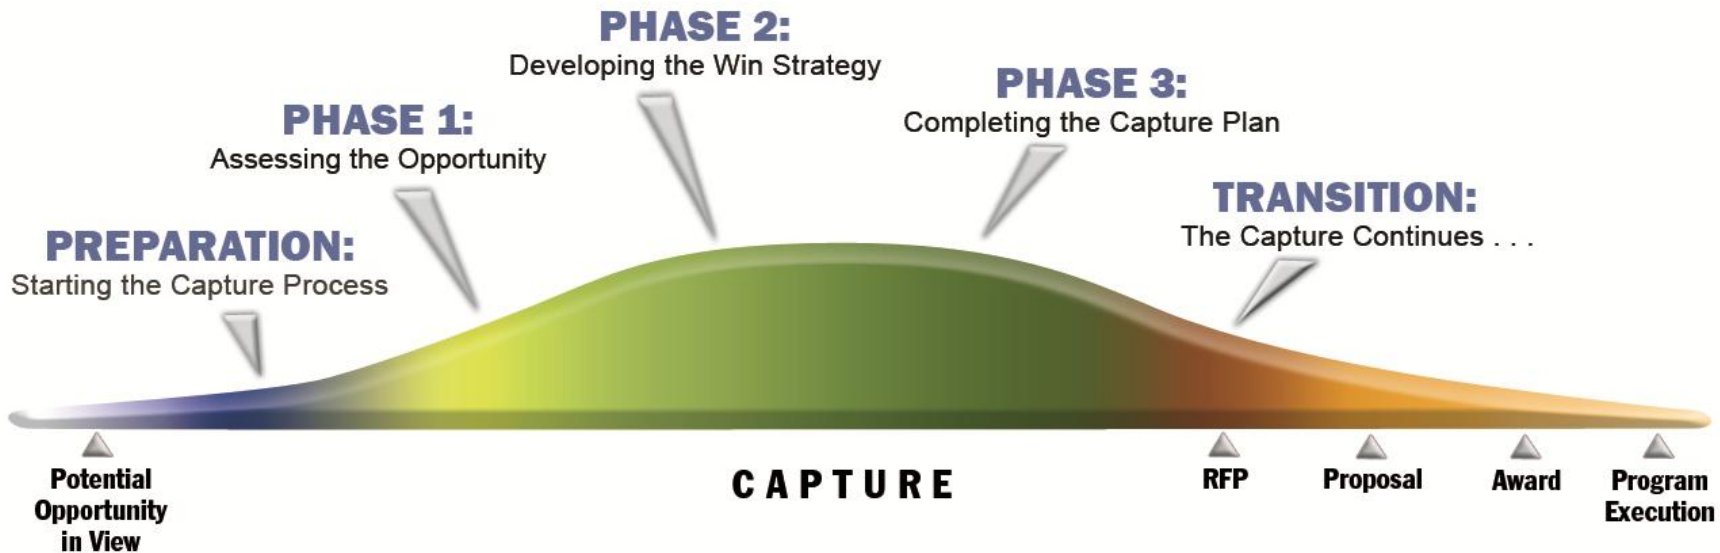 PREPARATION:
Starting the Capture Process
PHASE 1:
Assessing the Opportunity
PHASE 2:
Developing the Win Strategy
PHASE 3:
Completing the Capture Plan
TRANSITION:
The Capture Continues . . .
Potential
Opportunity
in View
CAPTURE
RFP
Proposal
Award
Program
Execution